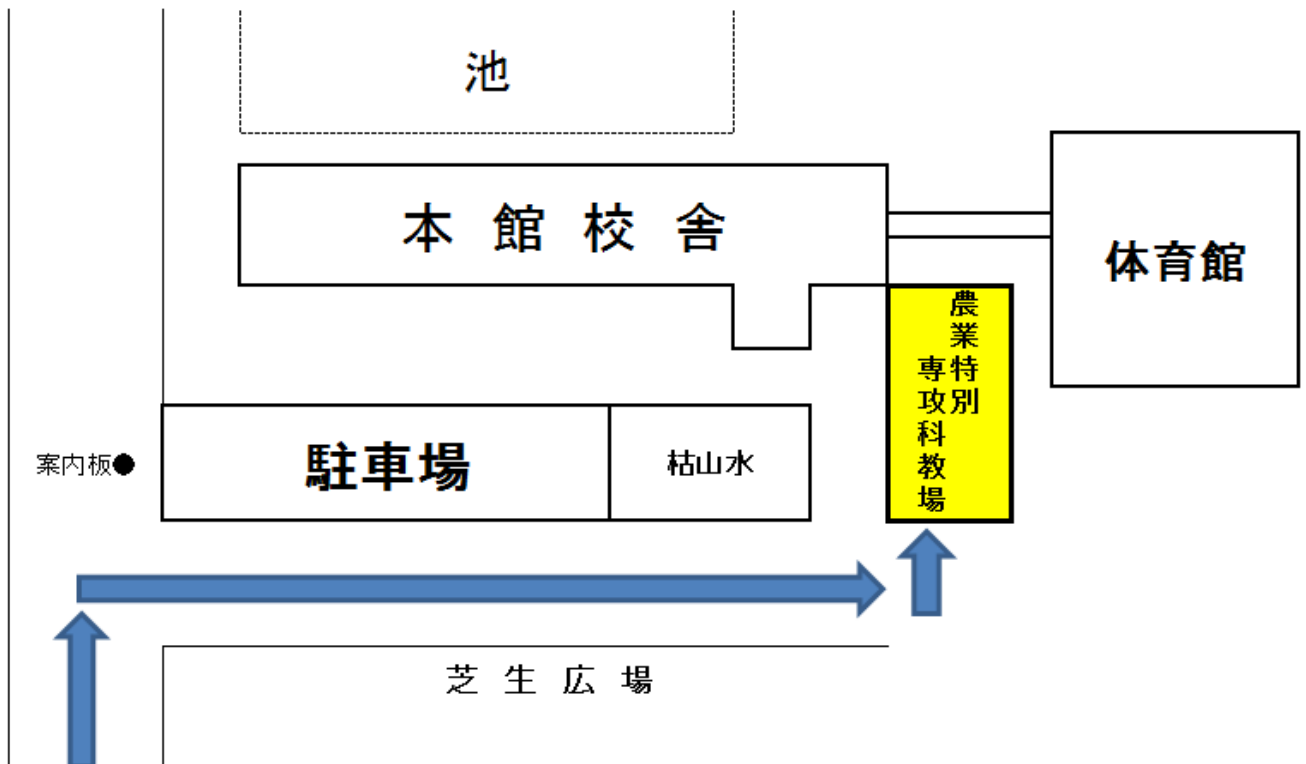 池
本館校舎
体育館
農業特別
専攻科教場
案内板
駐車場
枯山水
芝生広場